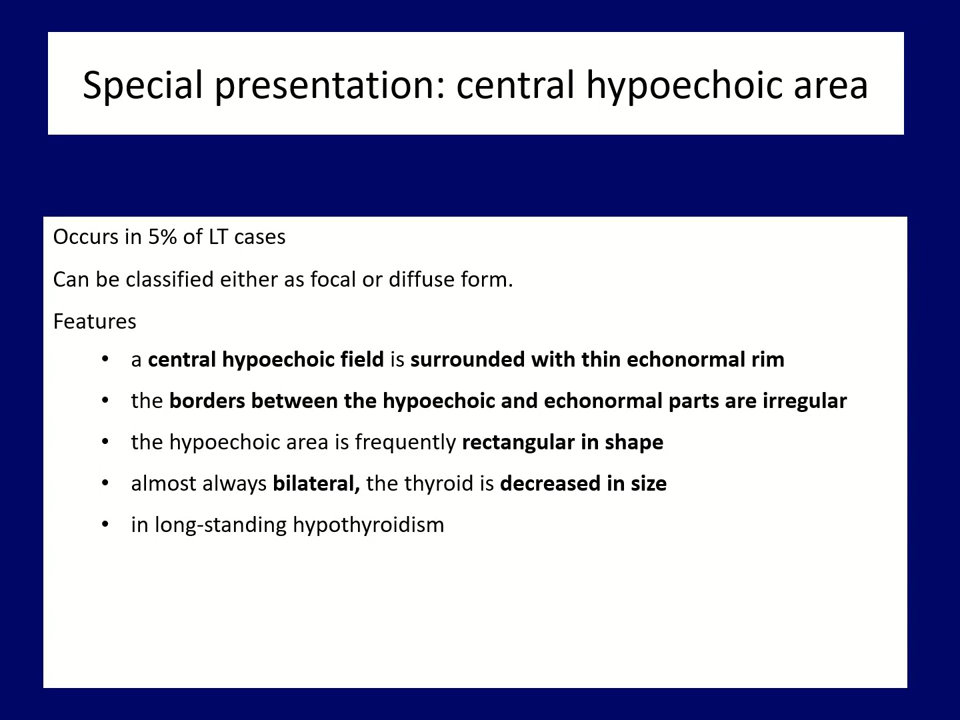 Special presentation: central hypoechoic area
Occurs in 5% of LT cases
Can be classified either as focal or diffuse form.
Features
• a central hypoechoic field is surrounded with thin echonormal rim
• the borders between the hypoechoic and echonormal parts are irregular
• the hypoechoic area is frequently rectangular in shape
• almost always bilateral, the thyroid is decreased in size
• in long-standing hypothyroidism